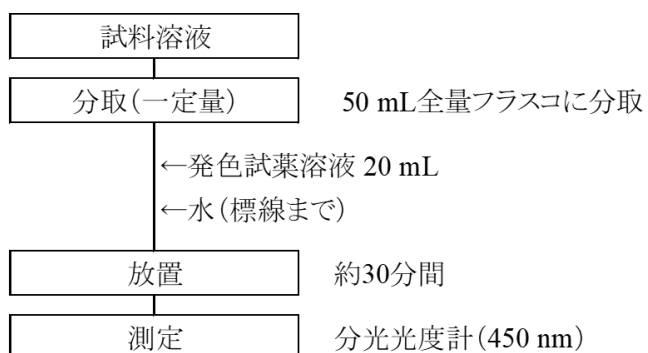 試料溶液
分取(一定量) 50 mL全量フラスコに分取
←発色試薬溶液 20 mL
←水(標線まで)
放置 約30分間
測定 分光光度計(450 nm)